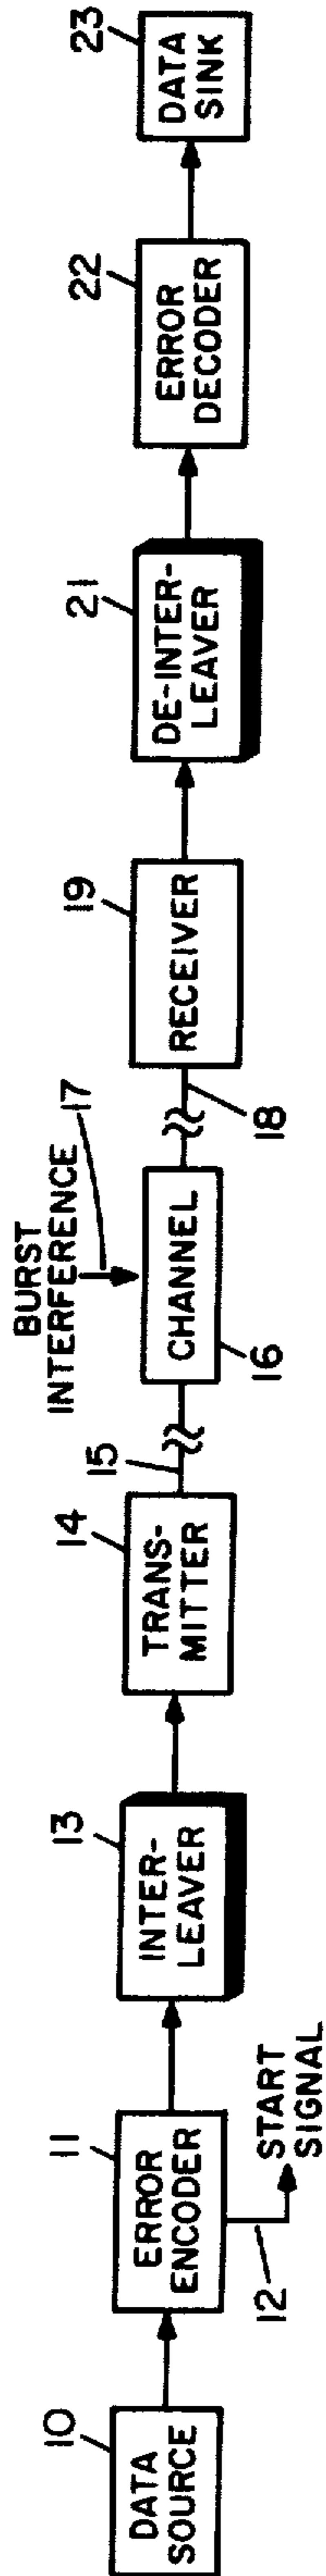 10
DATA
SOURCE
11
ERROR
ENCODER
12
START
SIGNAL
13
INTER-
LEAVER
14
TRANS-
MITTER
15
BURST
INTERFERENCE
17
CHANNEL
16
18
19
RECEIVER
21
DE-INTER-
LEAVER
22
ERROR
DECODER
23
DATA
SINK